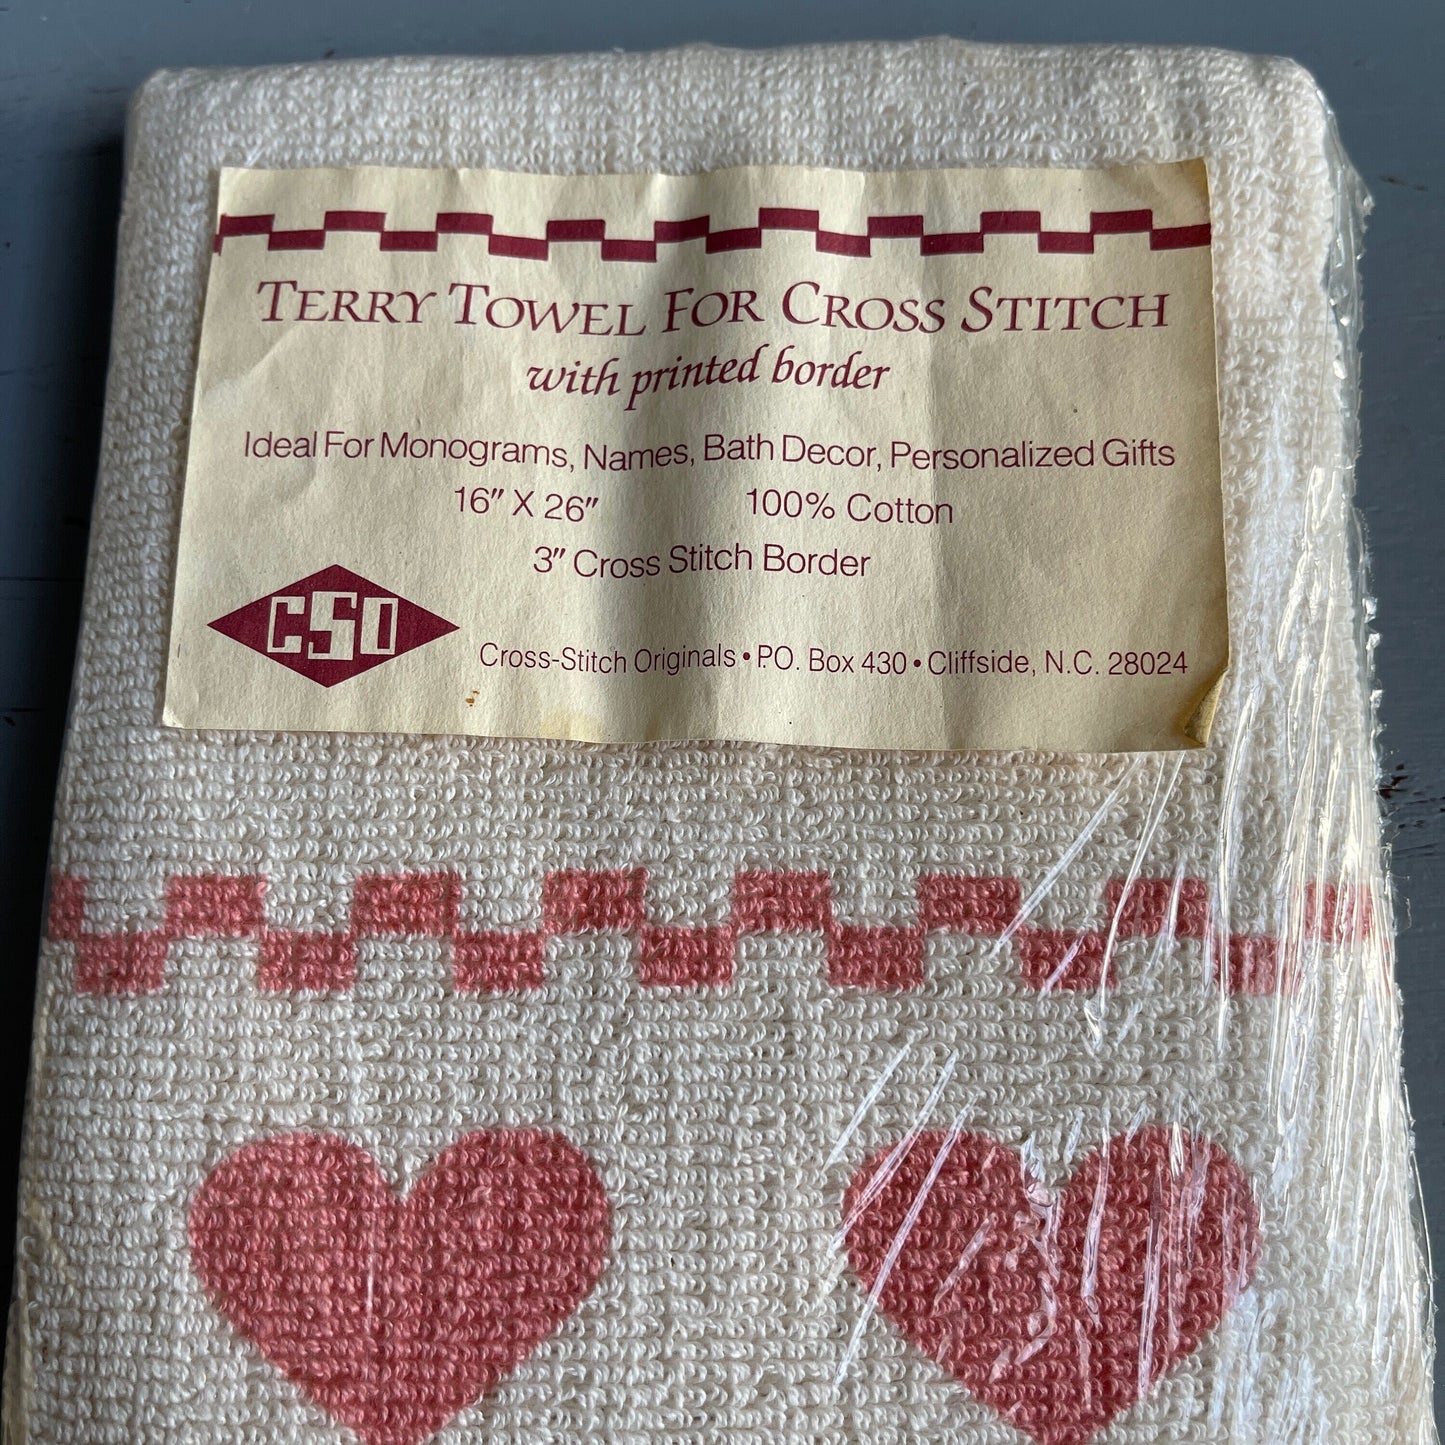 TERRY TOWEL FOR CROSS STITCH
with printed border
Ideal For Monograms, Names, Bath Decor, Personalized Gifts
16" X 26" 100% Cotton
3" Cross Stitch Border
CSO
Cross-Stitch Originals • P.O. Box 430 • Cliffside, N.C. 28024